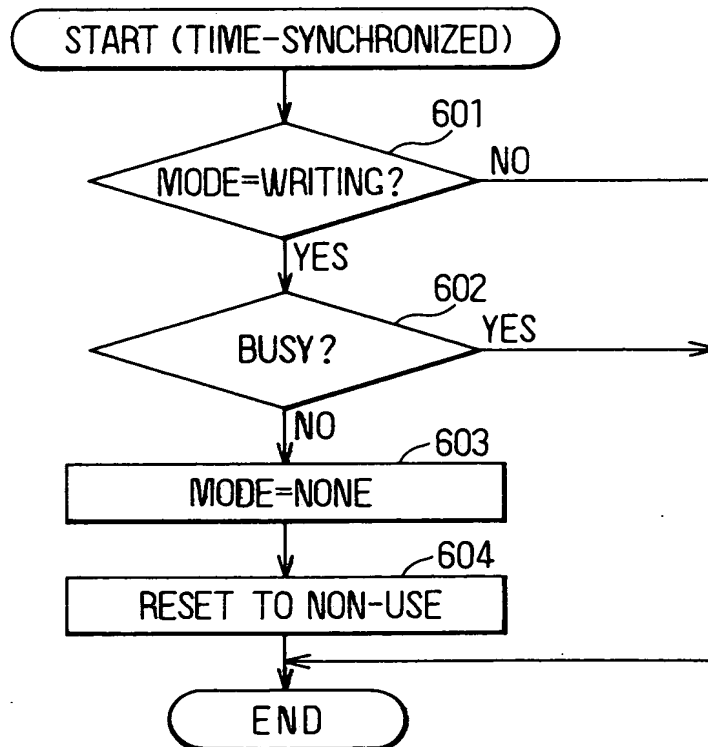 START (TIME-SYNCHRONIZED)
601
MODE=WRITING?
NO
YES
602
BUSY?
YES
NO
603
MODE=NONE
604
RESET TO NON-USE
END